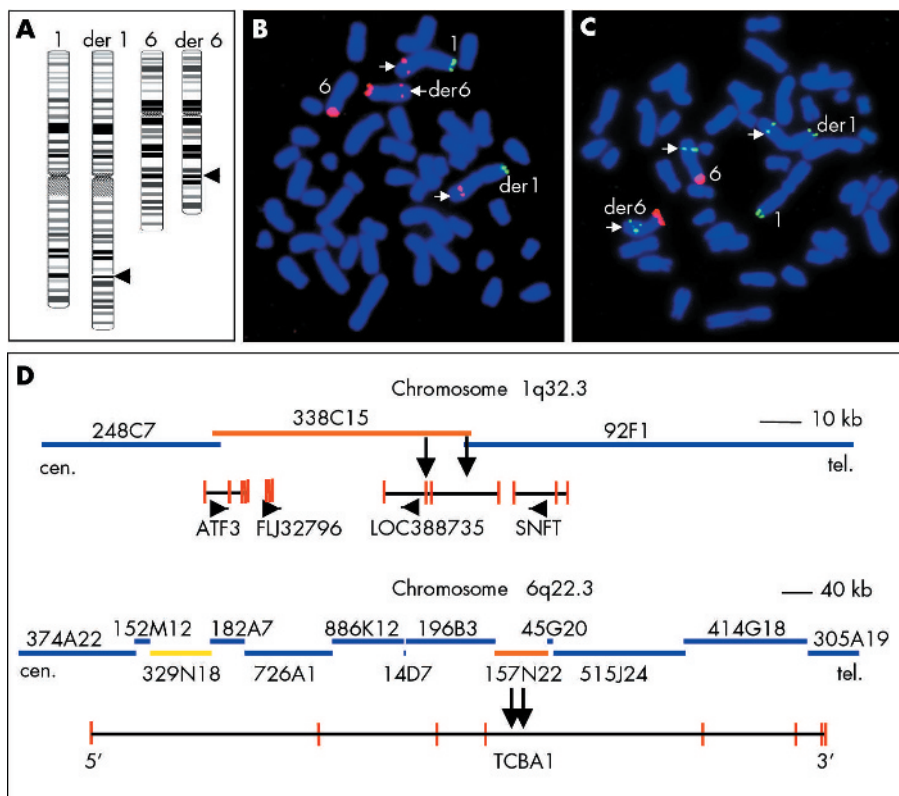 A
1 der 1 6 der 6
B
1
6
der6
der1
C
der1
6
1
der6
D
Chromosome 1q32.3
10 kb
338C15
248C7
92F1
cen.
tel.
ATF3 FLJ32796 LOC388735 SNFT
Chromosome 6q22.3
40 kb
152M12 182A7 886K12 196B3 45G20 414G18
374A22 305A19
cen. 329N18 726A1 14D7 157N22 515J24 tel.
5’ TCBA1 3’